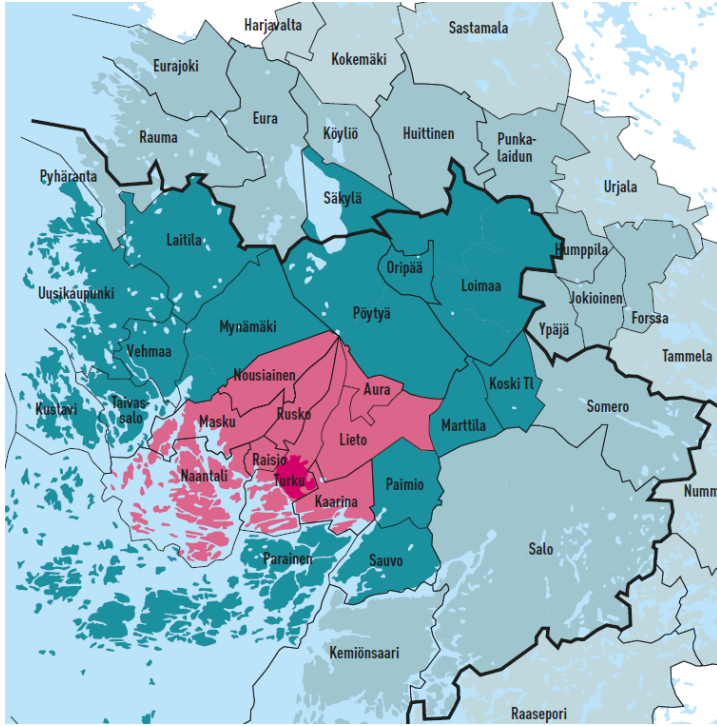 Harjavalta
Sastamala
Kokemäki
Eurajoki
Eura
Köyliö
Huittinen
Punka-
laidun
Rauma
Pyhäranta
Urjala
Säkylä
Laitila
Humppila
Oripää
Loimaa
Uusikaupunki
Jokioinen
Forssa
Pöytyä
Mynämäki
Ypäjä
Vehmaa
Tammela
Nousiainen
Koski Tl
Aura
Kustavi
Taivas-
salo
Masku
Rusko
Somero
Marttila
Lieto
Raisio
Naantali
Turku
Paimio
Numm
Kaarina
Salo
Parainen
Sauvo
Kemiönsaari
Raasepori